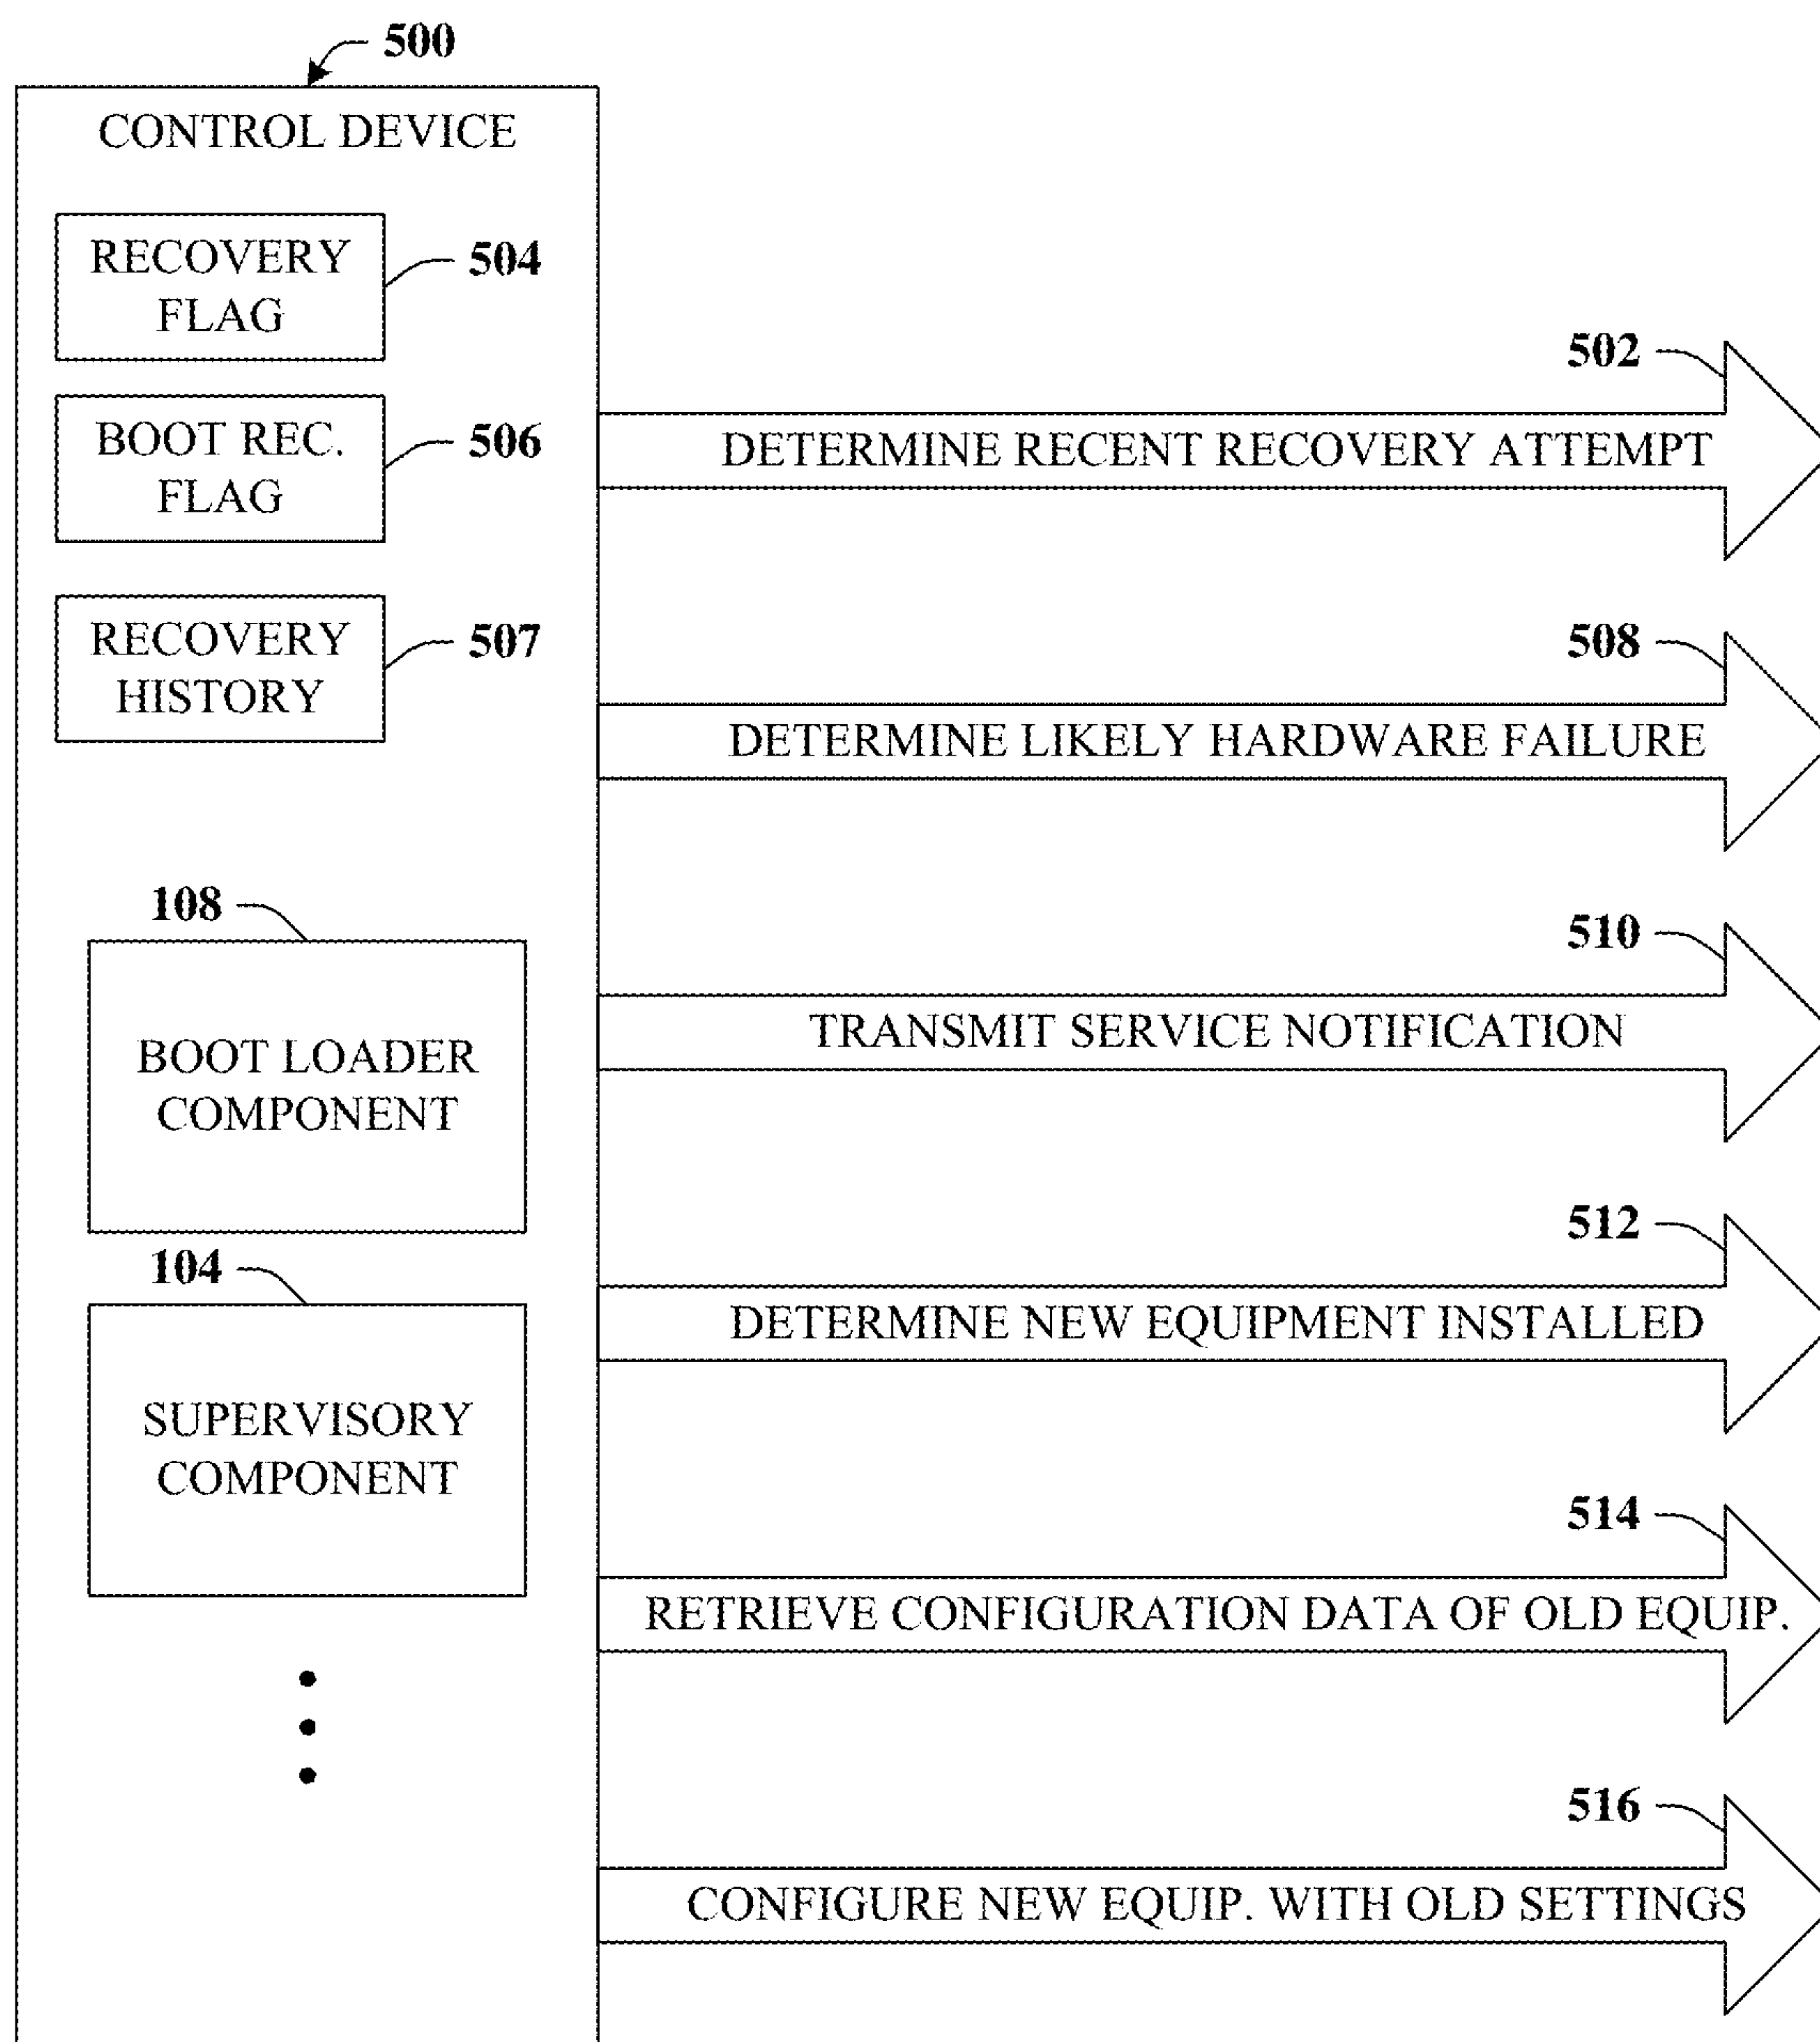 500
CONTROL DEVICE
RECOVERY
FLAG
504
BOOT REC.
FLAG
506
RECOVERY
HISTORY
507
108
BOOT LOADER
COMPONENT
104
SUPERVISORY
COMPONENT
502
DETERMINE RECENT RECOVERY ATTEMPT
508
DETERMINE LIKELY HARDWARE FAILURE
510
TRANSMIT SERVICE NOTIFICATION
512
DETERMINE NEW EQUIPMENT INSTALLED
514
RETRIEVE CONFIGURATION DATA OF OLD EQUIP.
516
CONFIGURE NEW EQUIP. WITH OLD SETTINGS